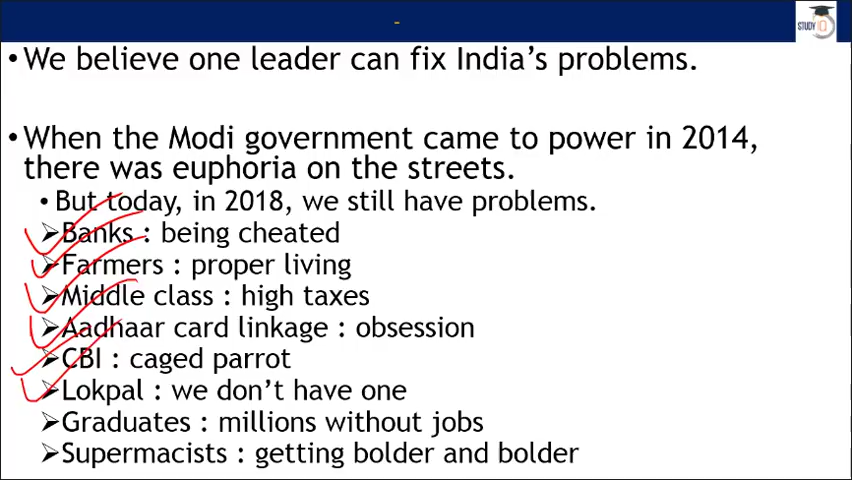 -
STUDY IQ
• We believe one leader can fix India's problems.
• When the Modi government came to power in 2014,
there was euphoria on the streets.
• But today, in 2018, we still have problems.
➤Banks : being cheated
➤Farmers : proper living
➤Middle class : high taxes
➤Aadhaar card linkage : obsession
➤CBI : caged parrot
➤Lokpal : we don't have one
➤Graduates : millions without jobs
➤Supermacists : getting bolder and bolder